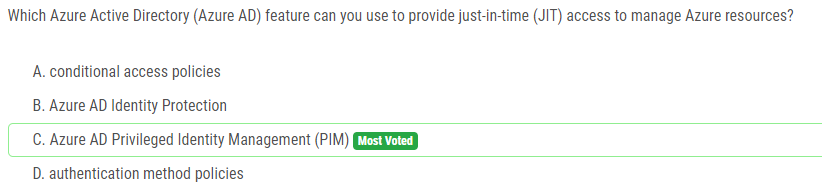 Which Azure Active Directory (Azure AD) feature can you use to provide just-in-time (JIT) access to manage Azure resources?
A. conditional access policies
B. Azure AD Identity Protection
C. Azure AD Privileged Identity Management (PIM) Most Voted
D. authentication method policies